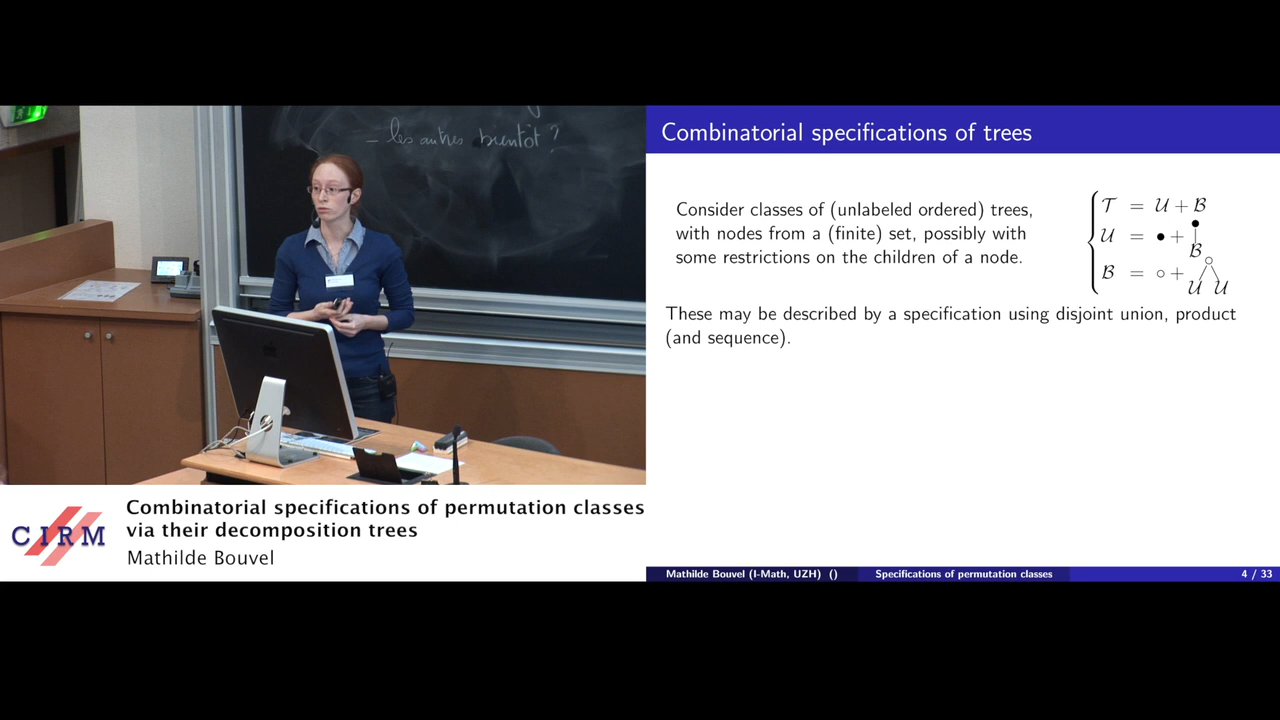 – les autres bientôt ?
Combinatorial specifications of trees
Consider classes of (unlabeled ordered) trees,
with nodes from a (finite) set, possibly with
some restrictions on the children of a node.
T = U + B
U = • + •
B
B = ∘ + ∘
U U
These may be described by a specification using disjoint union, product
(and sequence).
CIRM
Combinatorial specifications of permutation classes
via their decomposition trees
Mathilde Bouvel
Mathilde Bouvel (I-Math, UZH) ()
Specifications of permutation classes
4 / 33